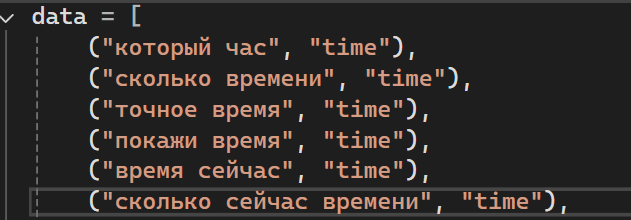 data = [
("который час", "time"),
("сколько времени", "time"),
("точное время", "time"),
("покажи время", "time"),
("время сейчас", "time"),
("сколько сейчас времени", "time"),